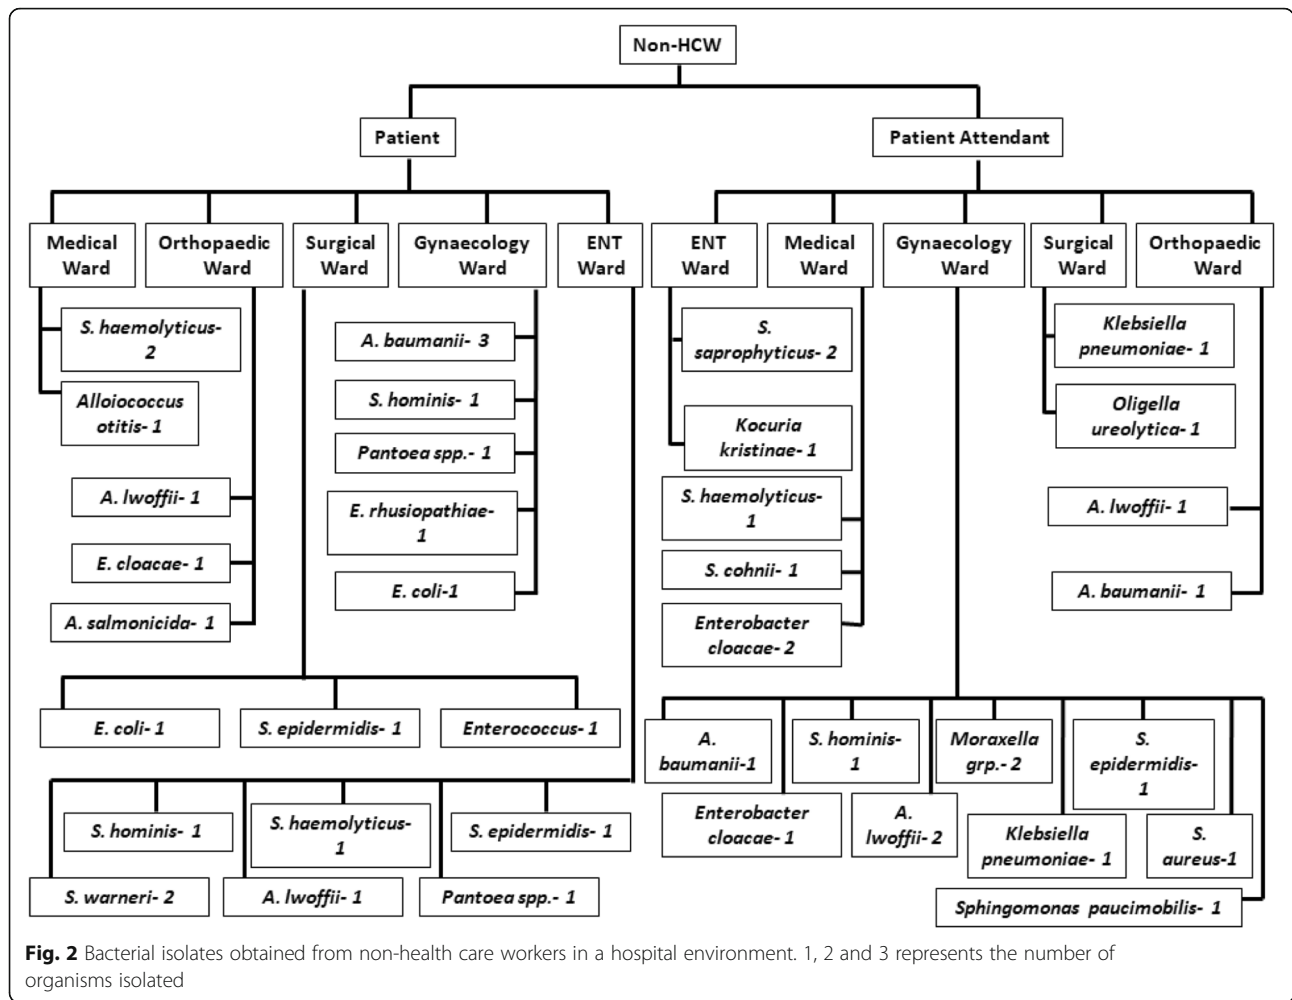 Non-HCW
Patient
Patient Attendant
Medical
Ward
Orthopaedic
Ward
Surgical
Ward
Gynaecology
Ward
ENT
Ward
ENT
Ward
Medical
Ward
Gynaecology
Ward
Surgical
Ward
Orthopaedic
Ward
S. haemolyticus-
2
Alloiococcus
otitis- 1
A. lwoffii- 1
E. cloacae- 1
A. salmonicida- 1
A. baumanii- 3
S. hominis- 1
Pantoea spp.- 1
E. rhusiopathiae-
1
E. coli-1
E. coli- 1
S. epidermidis- 1
Enterococcus- 1
S. hominis- 1
S. haemolyticus-
1
S. epidermidis- 1
S. warneri- 2
A. lwoffii- 1
Pantoea spp.- 1
S.
saprophyticus- 2
Kocuria
kristinae- 1
S. haemolyticus-
1
S. cohnii- 1
Enterobacter
cloacae- 2
Klebsiella
pneumoniae- 1
Oligella
ureolytica- 1
A. lwoffii- 1
A. baumanii- 1
A.
baumanii-1
S. hominis-
1
Moraxella
grp.- 2
S.
epidermidis-
1
Enterobacter
cloacae- 1
A.
lwoffii- 2
Klebsiella
pneumoniae- 1
S.
aureus-1
Sphingomonas paucimobilis- 1
Fig. 2 Bacterial isolates obtained from non-health care workers in a hospital environment. 1, 2 and 3 represents the number of
organisms isolated